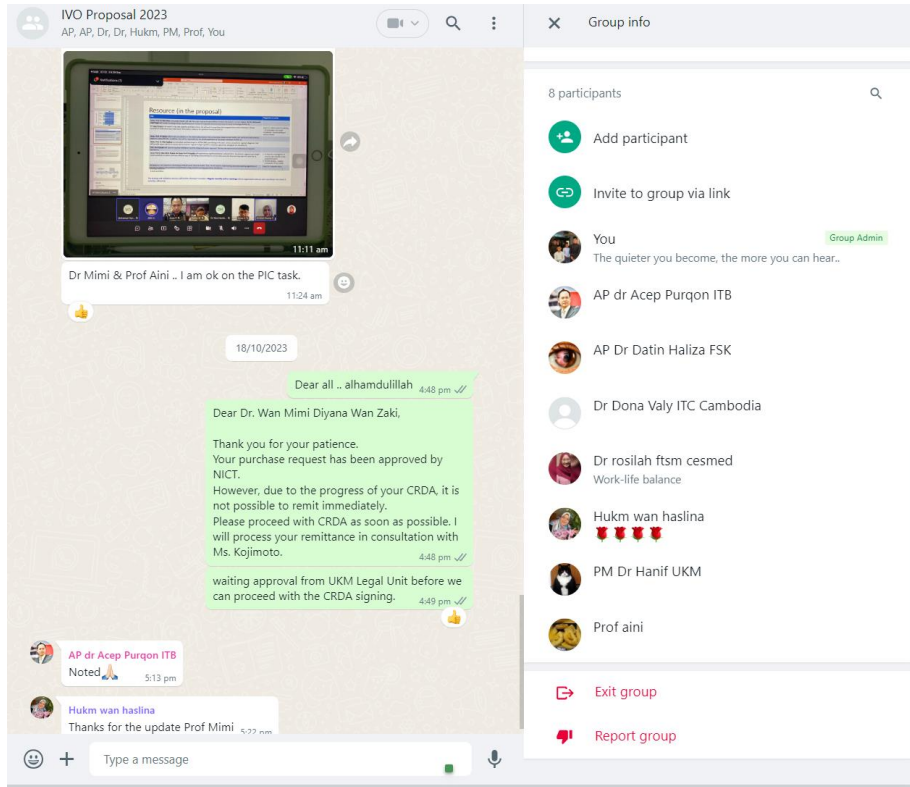 IVO Proposal 2023
AP, AP, Dr, Dr, Hukm, PM, Prof, You
Resource (in the proposal)
11:11 am
Dr Mimi & Prof Aini .. I am ok on the PIC task.
11:24 am
18/10/2023
Dear all .. alhamdulillah 4:48 pm
Dear Dr. Wan Mimi Diyana Wan Zaki,
Thank you for your patience.
Your purchase request has been approved by
NICT.
However, due to the progress of your CRDA, it is
not possible to remit immediately.
Please proceed with CRDA as soon as possible. I
will process your remittance in consultation with
Ms. Kojimoto.
4:48 pm
waiting approval from UKM Legal Unit before we
can proceed with the CRDA signing. 4:49 pm
AP dr Acep Purqon ITB
Noted🙏🏻 5:13 pm
Hukm wan haslina
Thanks for the update Prof Mimi 5:22 pm
Type a message
Group info
8 participants
Add participant
Invite to group via link
You
Group Admin
The quieter you become, the more you can hear..
AP dr Acep Purqon ITB
AP Dr Datin Haliza FSK
Dr Dona Valy ITC Cambodia
Dr rosilah ftsm cesmed
Work-life balance
Hukm wan haslina
🌹🌹🌹🌹
PM Dr Hanif UKM
Prof aini
Exit group
Report group